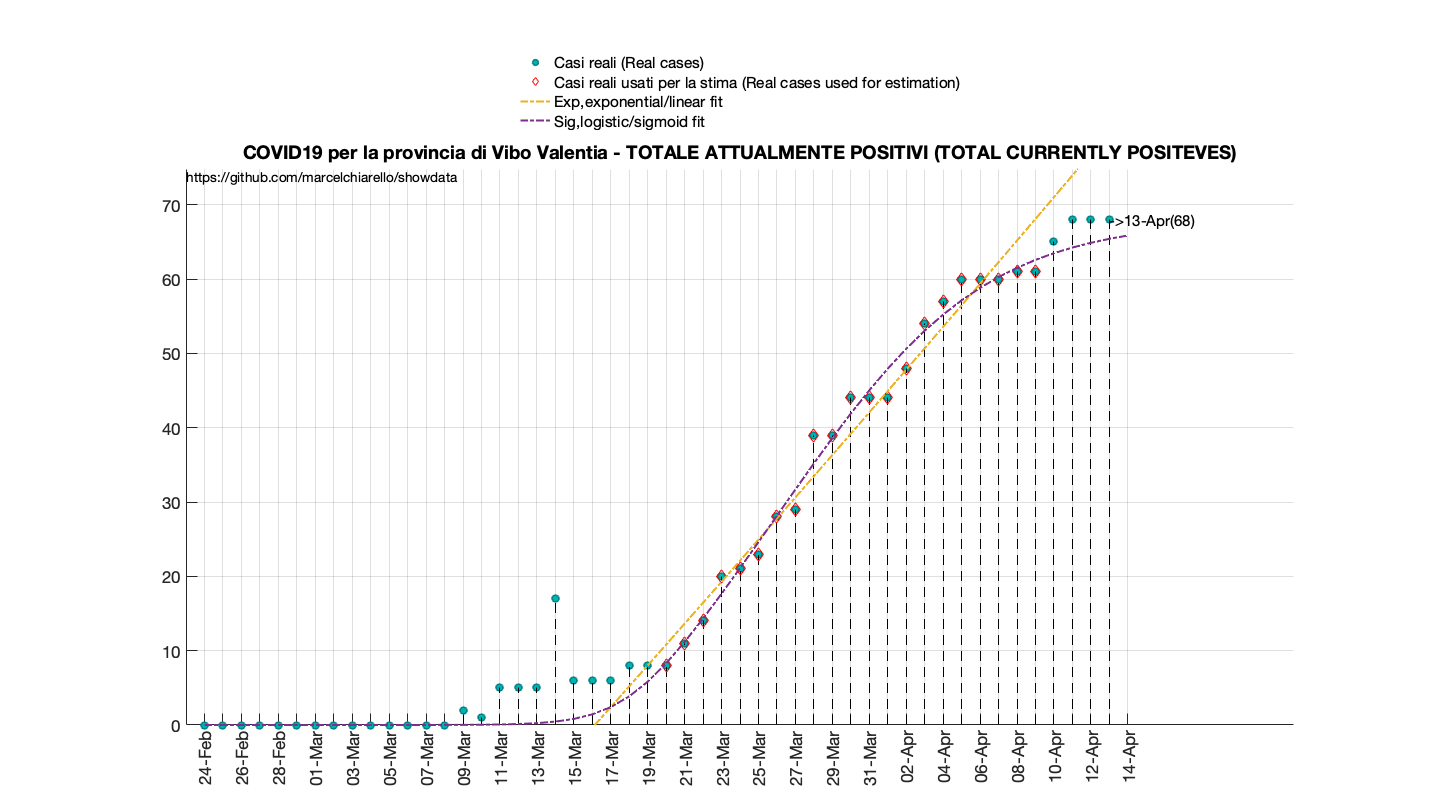 Casi reali (Real cases)
Casi reali usati per la stima (Real cases used for estimation)
Exp,exponential/linear fit
Sig,logistic/sigmoid fit
COVID19 per la provincia di Vibo Valentia - TOTALE ATTUALMENTE POSITIVI (TOTAL CURRENTLY POSITEVES)
https://github.com/marcelchiarello/showdata
70
->13-Apr(68)
60
50
40
30
20
10
0
24-Feb
26-Feb
28-Feb
01-Mar
03-Mar
05-Mar
07-Mar
09-Mar
11-Mar
13-Mar
15-Mar
17-Mar
19-Mar
21-Mar
23-Mar
25-Mar
27-Mar
29-Mar
31-Mar
02-Apr
04-Apr
06-Apr
08-Apr
10-Apr
12-Apr
14-Apr